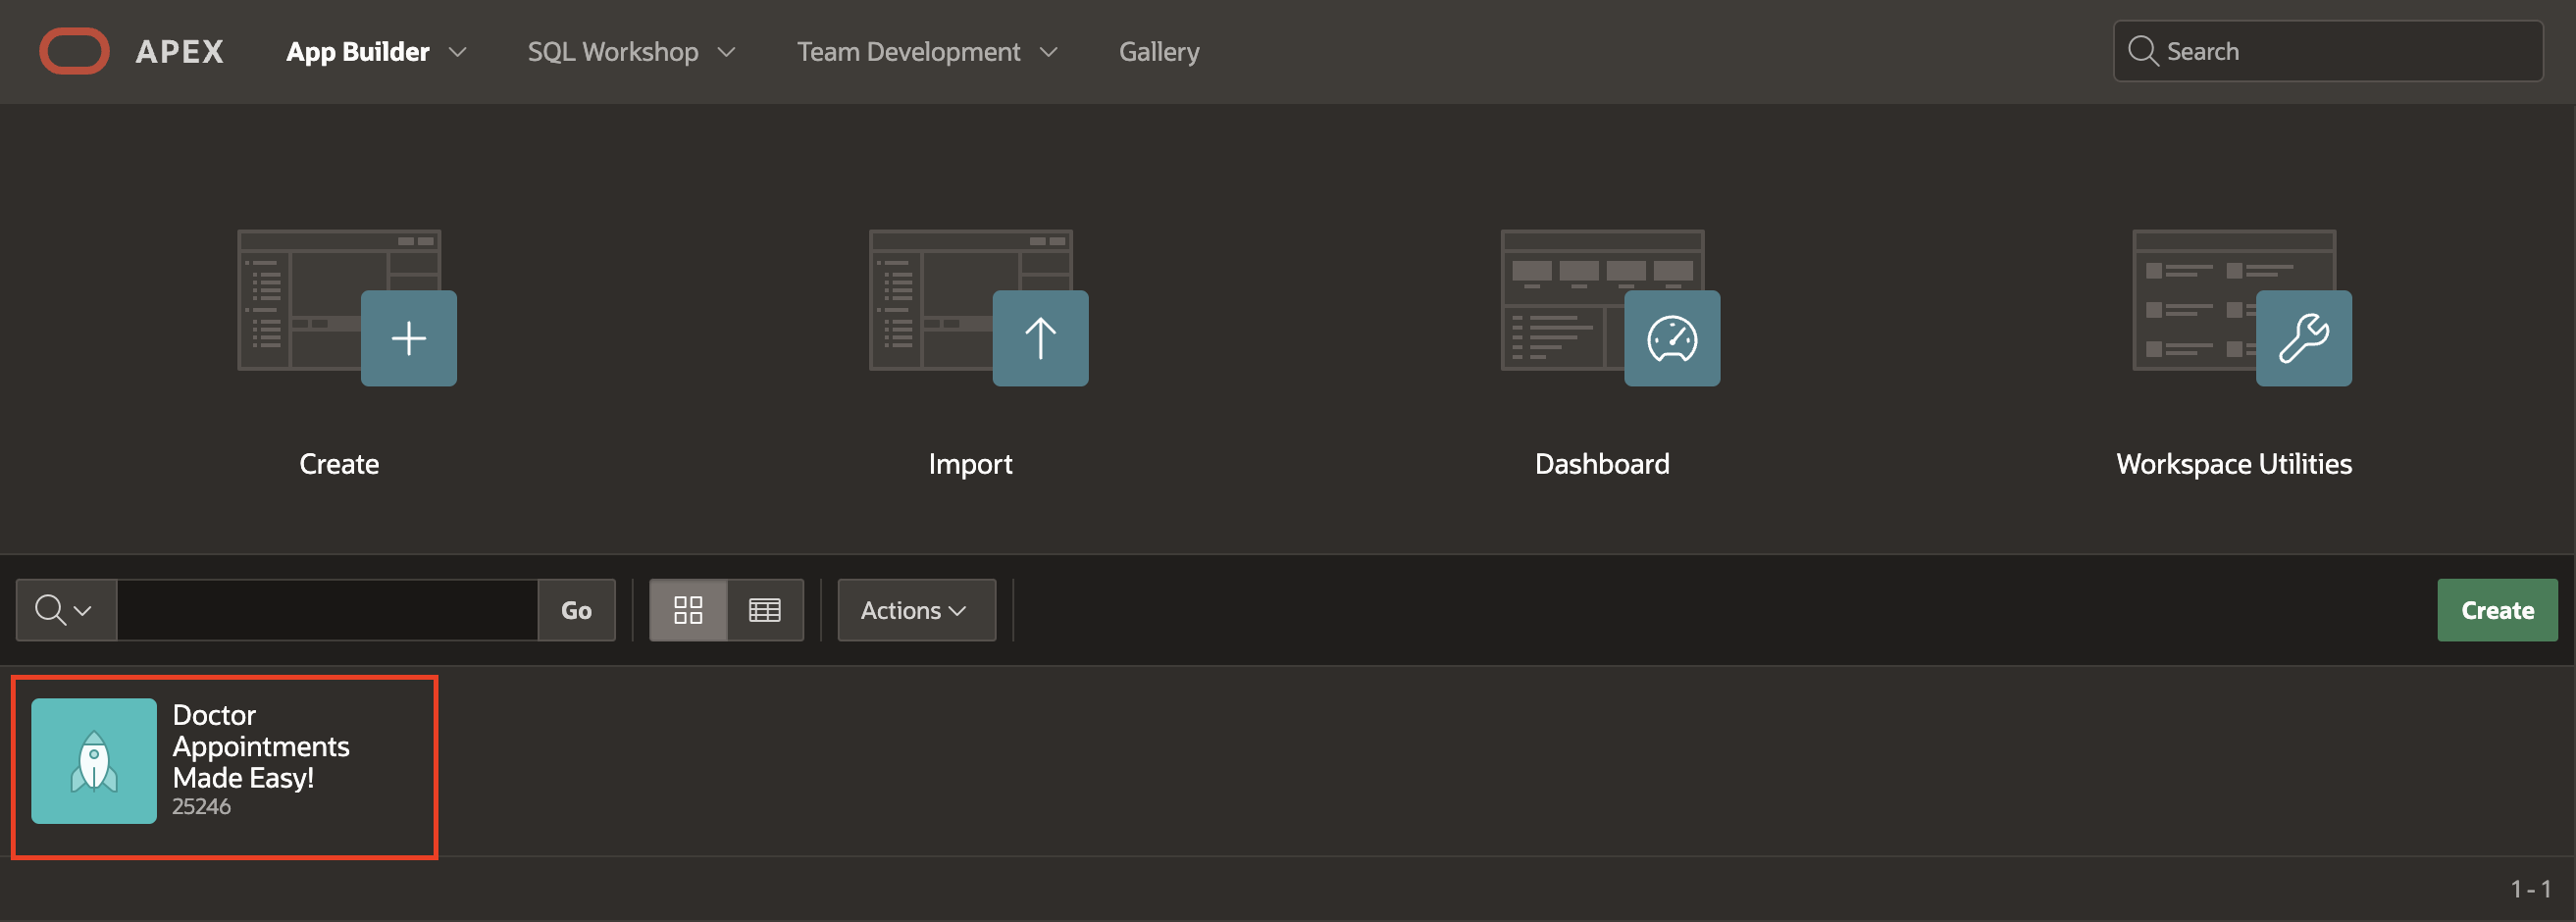 APEX App Builder SQL Workshop Team Development Gallery Search
Create Import Dashboard Workspace Utilities
Go Actions Create
Doctor
Appointments
Made Easy!
25246
1 - 1